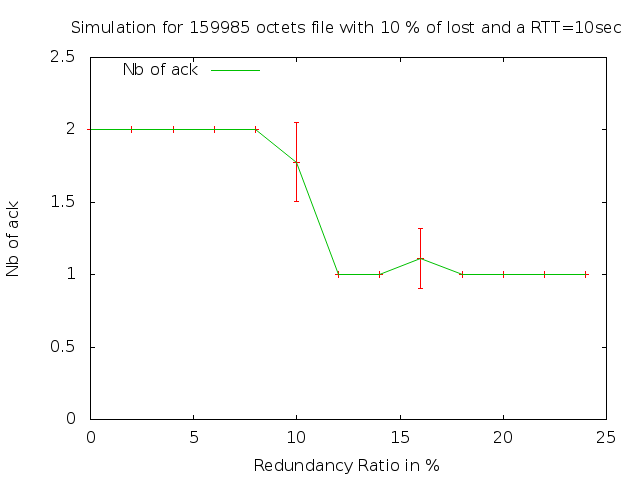 Simulation for 159985 octets file with 10 % of lost and a RTT=10sec
2.5
Nb of ack
2
1.5
Nb of ack
1
0.5
0
0 5 10 15 20 25
Redundancy Ratio in %